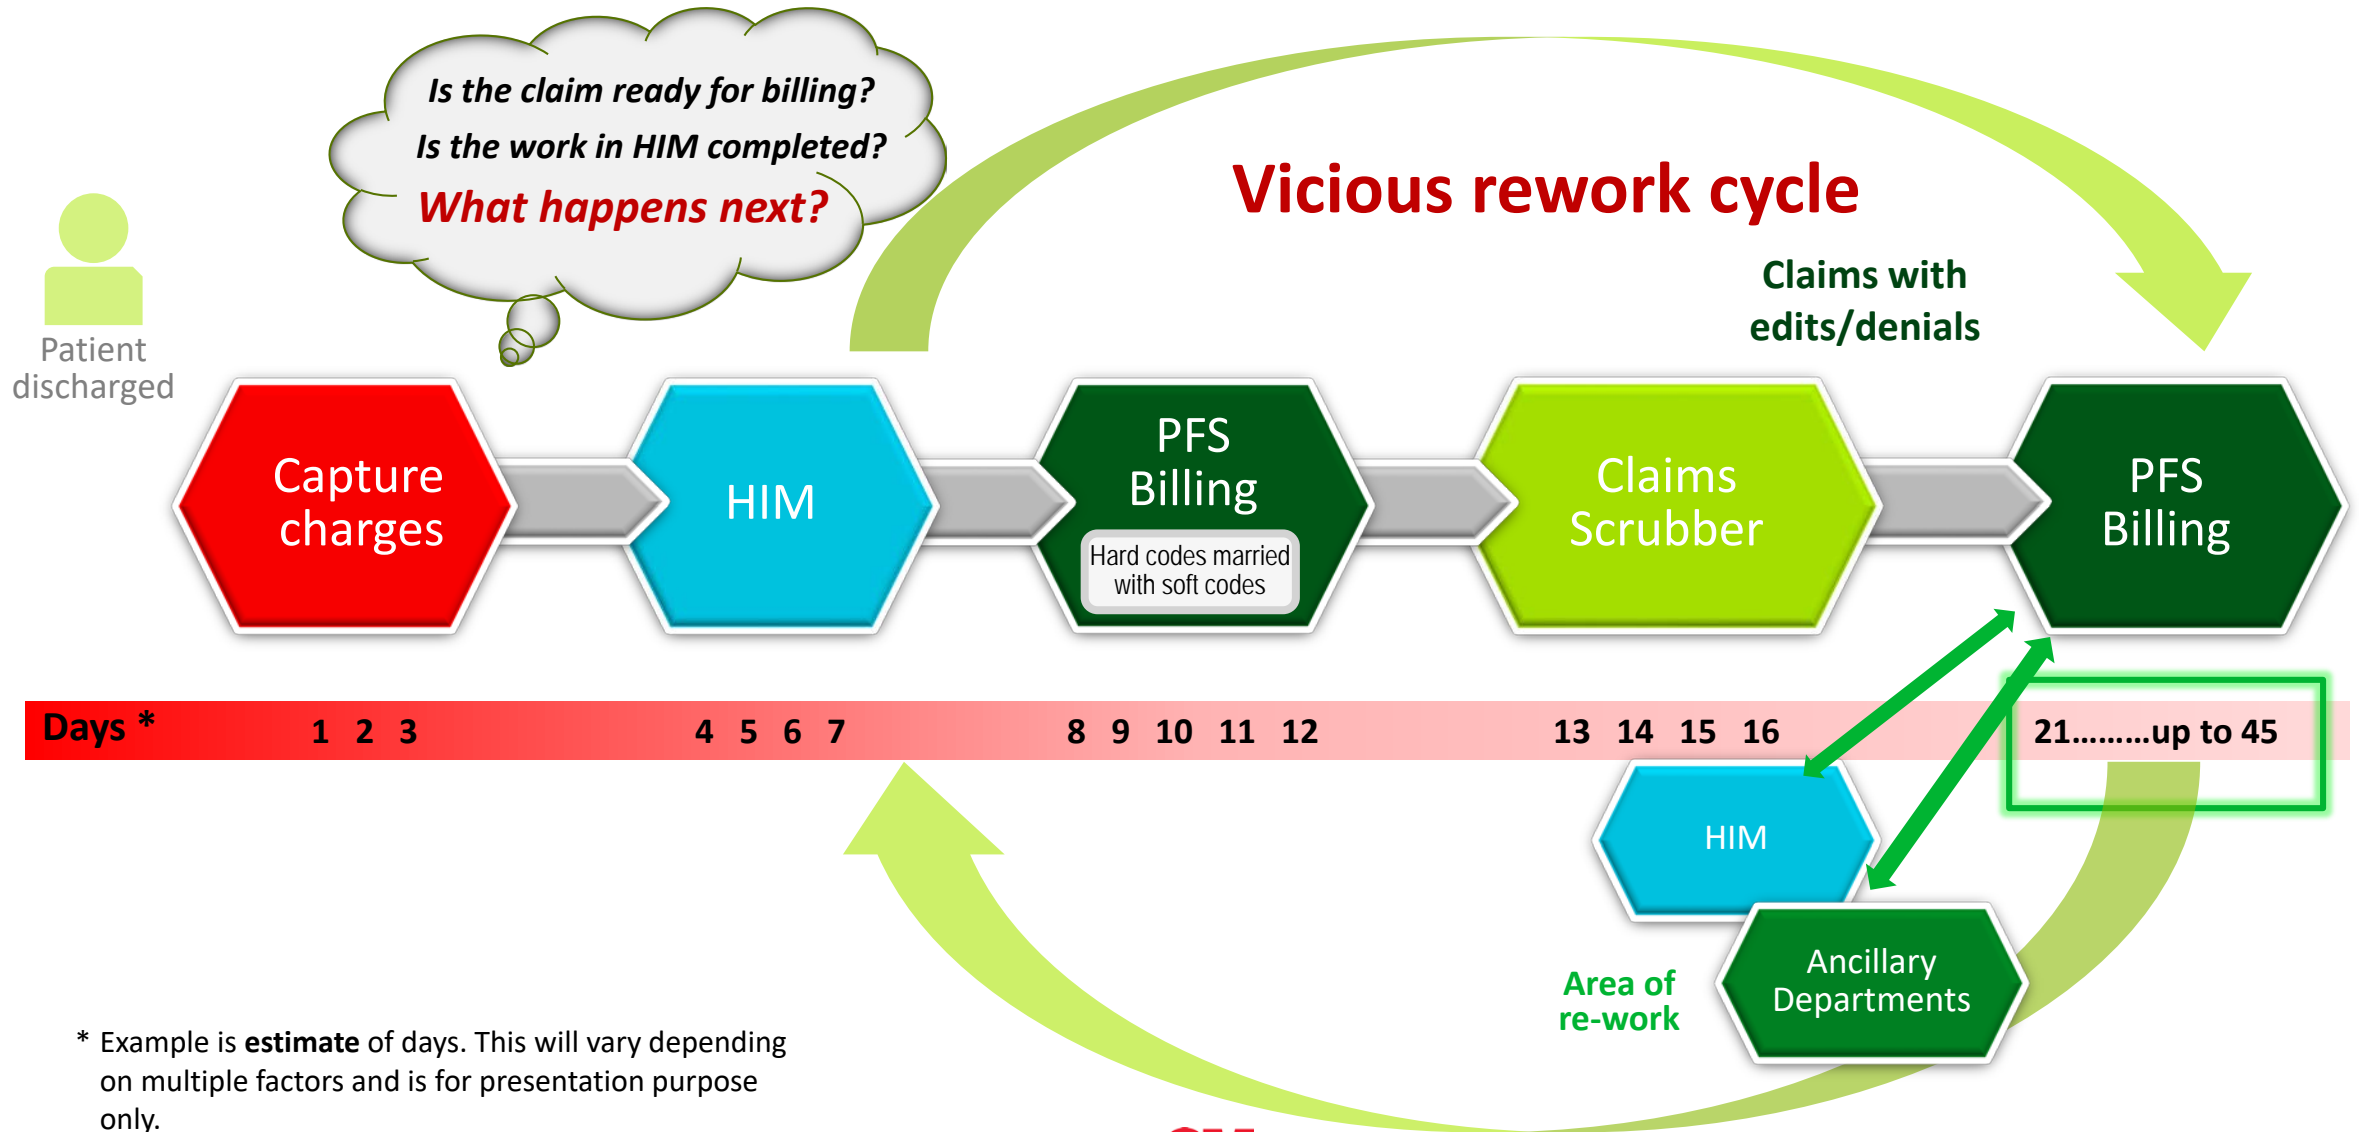 Is the claim ready for billing?
Is the work in HIM completed?
What happens next?
Vicious rework cycle
Claims with
edits/denials
Patient
discharged
Capture
charges
HIM
PFS
Billing
Hard codes married
with soft codes
Claims
Scrubber
PFS
Billing
Days * 1 2 3 4 5 6 7 8 9 10 11 12 13 14 15 16 21.........up to 45
HIM
Ancillary
Departments
Area of
re-work
* Example is estimate of days. This will vary depending
on multiple factors and is for presentation purpose
only.